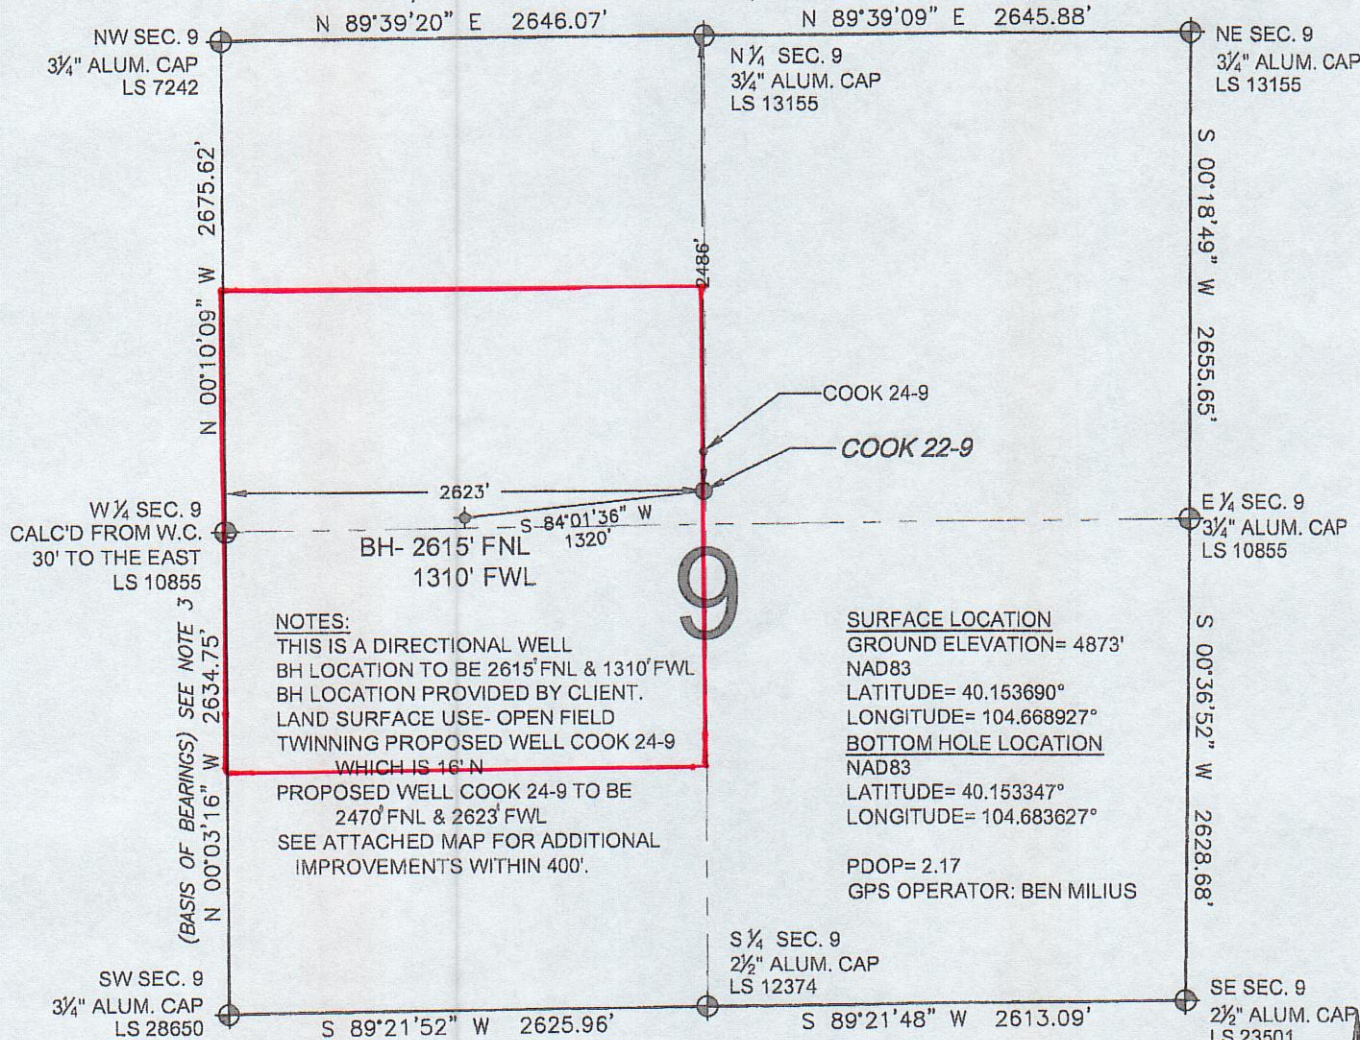 N 89°39'20" E 2646.07'
N 89°39'09" E 2645.88'
NW SEC. 9
3¼" ALUM. CAP
LS 7242
N ¼ SEC. 9
3¼" ALUM. CAP
LS 13155
NE SEC. 9
3¼" ALUM. CAP
LS 13155
N 00°10'09" W 2675.62'
2486'
S 00°18'49" W 2655.65'
COOK 24-9
COOK 22-9
2623'
S 84°01'36" W
1320'
BH- 2615' FNL
1310' FWL
W ¼ SEC. 9
CALC'D FROM W.C.
30' TO THE EAST
LS 10855
E ¼ SEC. 9
3¼" ALUM. CAP
LS 10855
9
(BASIS OF BEARINGS) SEE NOTE 3
N 00°03'16" W 2634.75'
NOTES:
THIS IS A DIRECTIONAL WELL
BH LOCATION TO BE 2615' FNL & 1310' FWL
BH LOCATION PROVIDED BY CLIENT.
LAND SURFACE USE- OPEN FIELD
TWINNING PROPOSED WELL COOK 24-9
WHICH IS 16' N
PROPOSED WELL COOK 24-9 TO BE
2470' FNL & 2623' FWL
SEE ATTACHED MAP FOR ADDITIONAL
IMPROVEMENTS WITHIN 400'.
SURFACE LOCATION
GROUND ELEVATION= 4873'
NAD83
LATITUDE= 40.153690°
LONGITUDE= 104.668927°
BOTTOM HOLE LOCATION
NAD83
LATITUDE= 40.153347°
LONGITUDE= 104.683627°
PDOP= 2.17
GPS OPERATOR: BEN MILIUS
S 00°36'52" W 2628.68'
SW SEC. 9
3¼" ALUM. CAP
LS 28650
S ¼ SEC. 9
2½" ALUM. CAP
LS 12374
SE SEC. 9
2½" ALUM. CAP
LS 23501
S 89°21'52" W 2625.96'
S 89°21'48" W 2613.09'